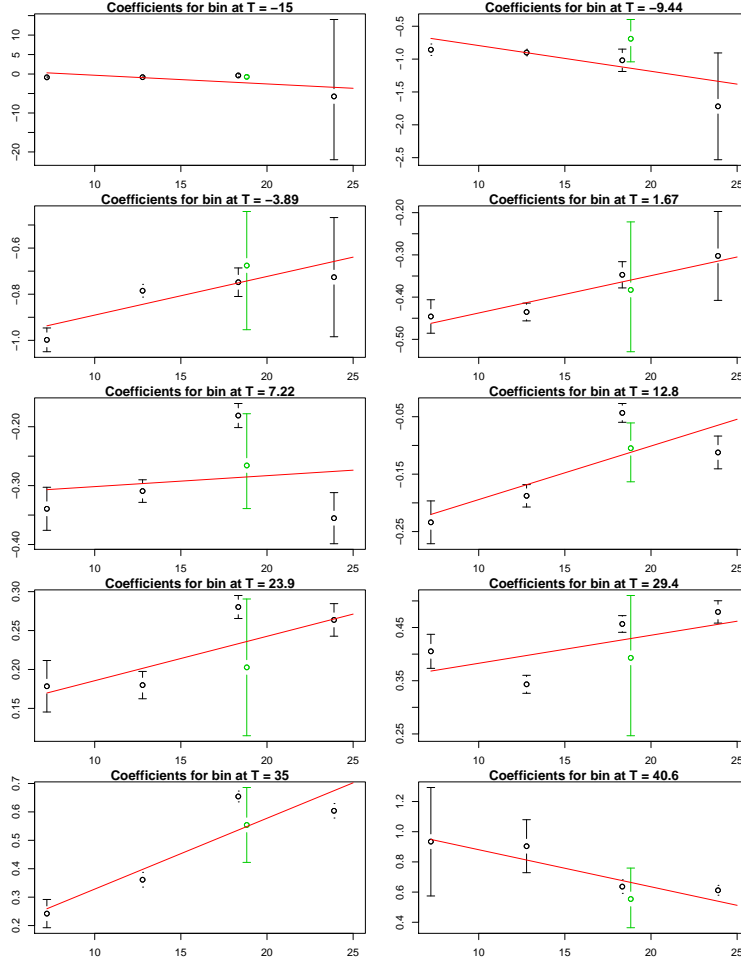 Coefficients for bin at T = −15
−20 −10 0 5 10
10 15 20 25
Coefficients for bin at T = −9.44
−2.5 −2.0 −1.5 −1.0 −0.5
10 15 20 25
Coefficients for bin at T = −3.89
−1.0 −0.8 −0.6
10 15 20 25
Coefficients for bin at T = 1.67
−0.50 −0.40 −0.30 −0.20
10 15 20 25
Coefficients for bin at T = 7.22
−0.40 −0.30 −0.20
10 15 20 25
Coefficients for bin at T = 12.8
−0.25 −0.15 −0.05
10 15 20 25
Coefficients for bin at T = 23.9
0.15 0.20 0.25 0.30
10 15 20 25
Coefficients for bin at T = 29.4
0.25 0.35 0.45
10 15 20 25
Coefficients for bin at T = 35
0.2 0.3 0.4 0.5 0.6 0.7
10 15 20 25
Coefficients for bin at T = 40.6
0.4 0.6 0.8 1.0 1.2
10 15 20 25